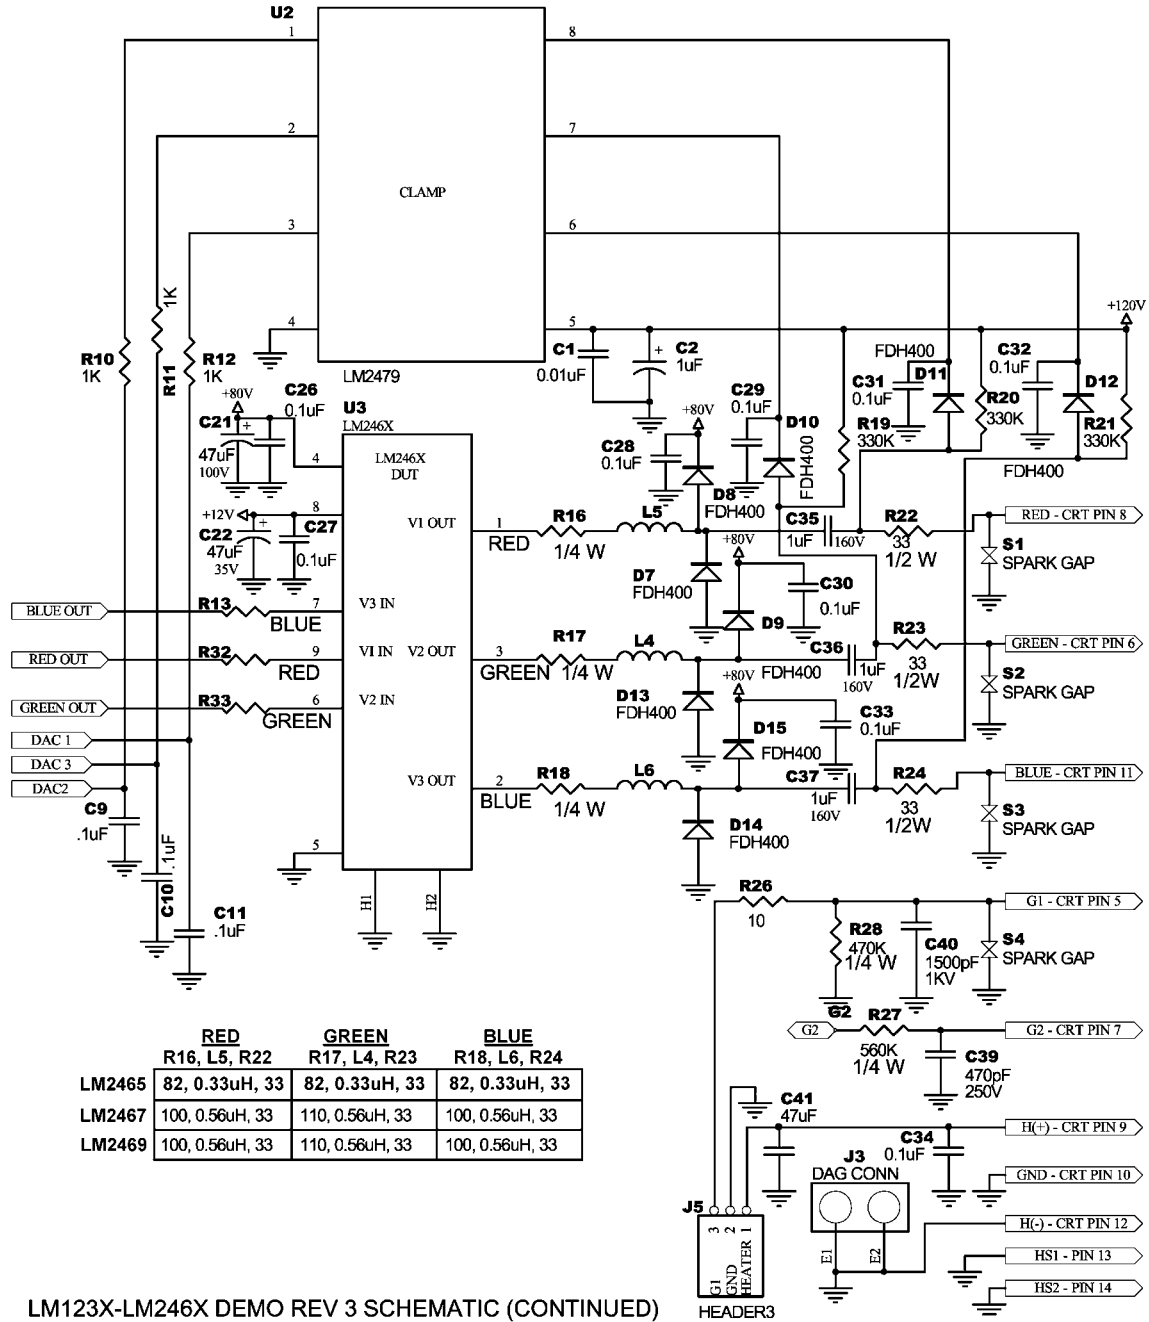 U2
1
8
2
7
CLAMP
3
6
4
5
+120V
1K
R10
1K
R11
R12
1K
LM2479
C1
0.01uF
C2
1uF
FDH400
C31
0.1uF
D11
C32
0.1uF
D12
R20
330K
R21
330K
FDH400
+80V
C26
0.1uF
C21
47uF
100V
U3
LM246X
LM246X
DUT
4
C29
0.1uF
+80V
D10
FDH400
R19
330K
C28
0.1uF
D8
FDH400
+12V
8
C22
47uF
35V
C27
0.1uF
V1 OUT
1
RED
R16
1/4 W
L5
C35
1uF
160V
R22
33
1/2 W
RED - CRT PIN 8
S1
SPARK GAP
+80V
D7
FDH400
C30
0.1uF
BLUE OUT
R13
7
BLUE
V3 IN
D9
RED OUT
R32
9
RED
V1 IN
V2 OUT
3
GREEN
R17
1/4 W
L4
FDH400
C36
1uF
160V
R23
33
1/2W
GREEN - CRT PIN 6
S2
SPARK GAP
+80V
GREEN OUT
R33
6
GREEN
V2 IN
D13
FDH400
C33
0.1uF
D15
FDH400
DAC 1
DAC 3
DAC2
V3 OUT
2
BLUE
R18
1/4 W
L6
C37
1uF
160V
R24
33
1/2W
BLUE - CRT PIN 11
S3
SPARK GAP
C9
.1uF
D14
FDH400
5
.1uF
C10
C11
.1uF
H1
H2
R26
10
G1 - CRT PIN 5
R28
470K
1/4 W
C40
1500pF
1KV
S4
SPARK GAP
G2
G2
R27
560K
1/4 W
G2 - CRT PIN 7
C39
470pF
250V
RED GREEN BLUE
R16, L5, R22 R17, L4, R23 R18, L6, R24
LM2465 82, 0.33uH, 33 82, 0.33uH, 33 82, 0.33uH, 33
LM2467 100, 0.56uH, 33 110, 0.56uH, 33 100, 0.56uH, 33
LM2469 100, 0.56uH, 33 110, 0.56uH, 33 100, 0.56uH, 33
C41
47uF
C34
0.1uF
H(+) - CRT PIN 9
J3
DAG CONN
GND - CRT PIN 10
J5
3
2
1
G1
GND
HEATER
HEADER3
E1
E2
H(-) - CRT PIN 12
HS1 - PIN 13
HS2 - PIN 14
LM123X-LM246X DEMO REV 3 SCHEMATIC (CONTINUED)